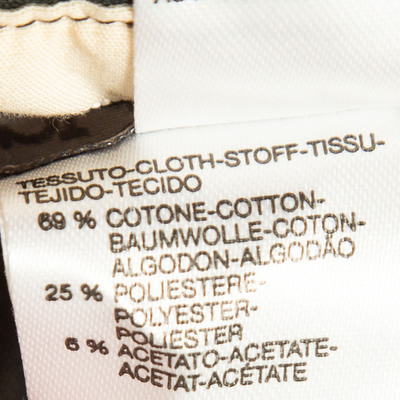 TESSUTO-CLOTH-STOFF-TISSU-
TEJIDO-TECIDO
69 % COTONE-COTTON-
BAUMWOLLE-COTON-
ALGODON-ALGODÃO
25 % POLIESTERE-
POLYESTER-
POLIESTER
6 % ACETATO-ACETATE-
ACETAT-ACÉTATE